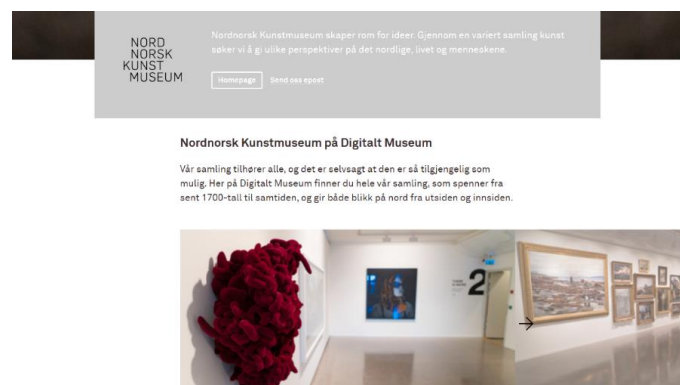 NORD
NORSK
KUNST
MUSEUM
Nordnorsk Kunstmuseum skaper rom for ideer. Gjennom en variert samling kunst
søker vi å gi ulike perspektiver på det nordlige, livet og menneskene.
Homepage Send oss epost
Nordnorsk Kunstmuseum på Digitalt Museum
Vår samling tilhører alle, og det er selvsagt at den er så tilgjengelig som
mulig. Her på Digitalt Museum finner du hele vår samling, som spenner fra
sent 1700-tall til samtiden, og gir både blikk på nord fra utsiden og innsiden.
2